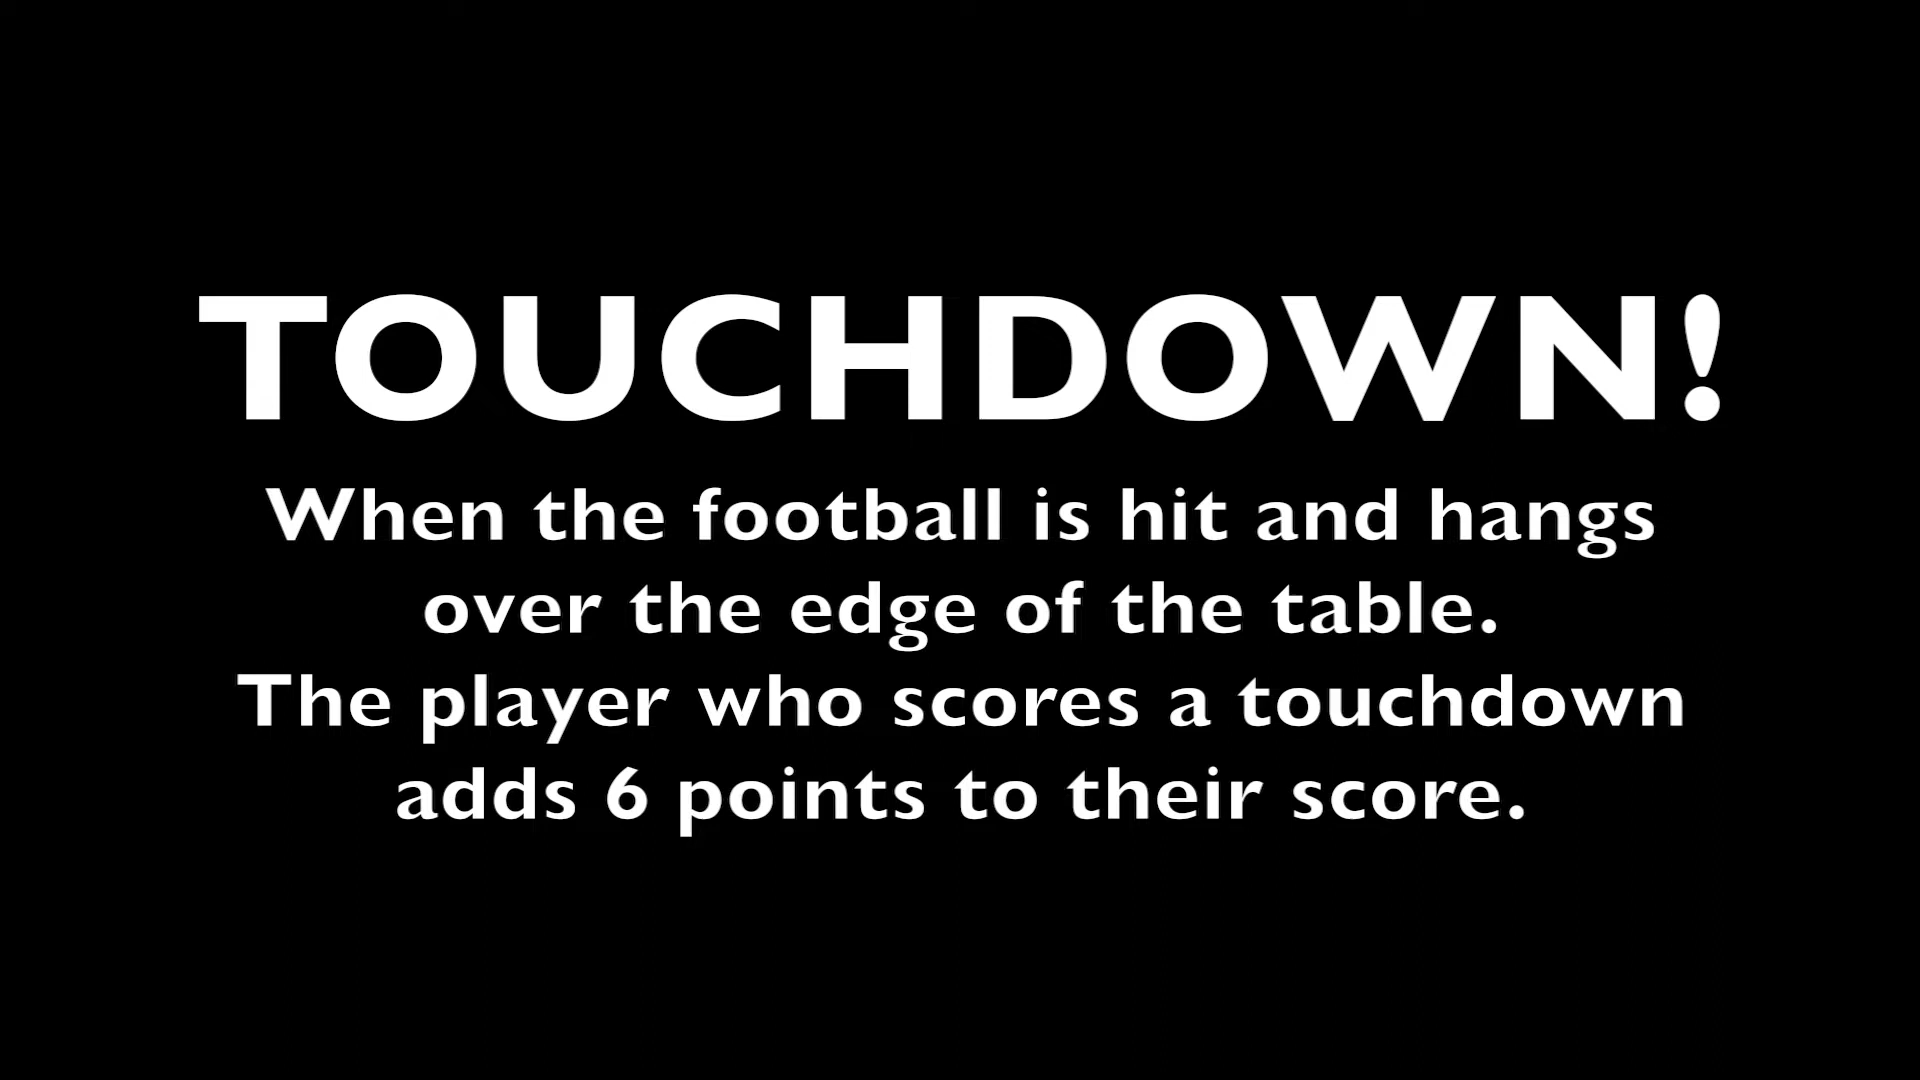 TOUCHDOWN!
When the football is hit and hangs
over the edge of the table.
The player who scores a touchdown
adds 6 points to their score.